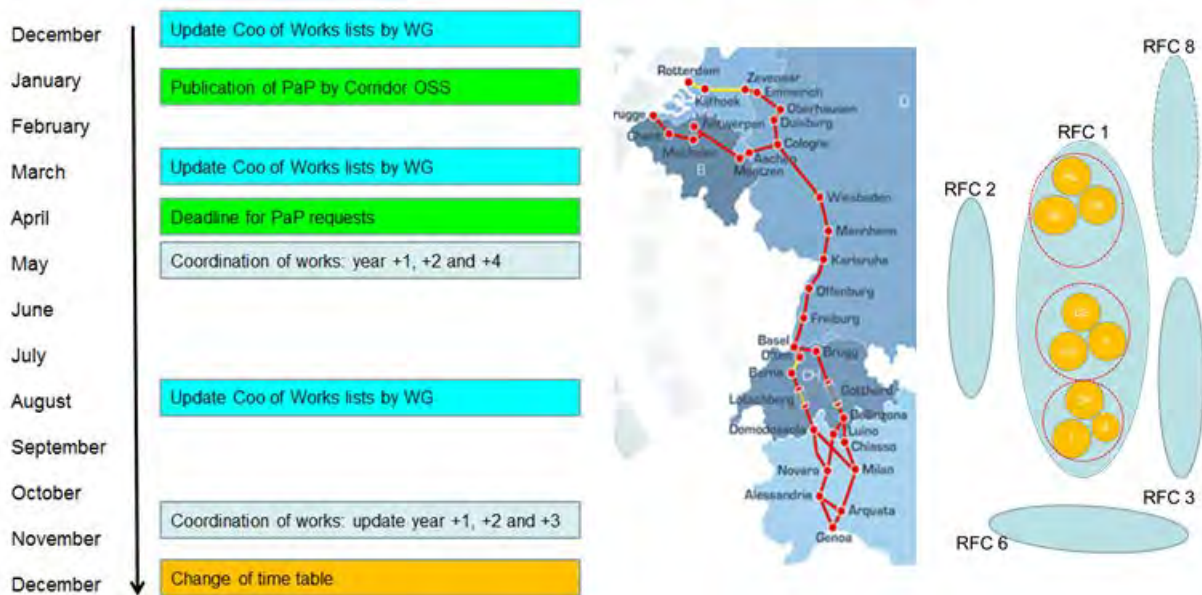 December
Update Coo of Works lists by WG
January
Publication of PaP by Corridor OSS
February
March
Update Coo of Works lists by WG
April
Deadline for PaP requests
May
Coordination of works: year +1, +2 and +4
June
July
August
Update Coo of Works lists by WG
September
October
Coordination of works: update year +1, +2 and +3
November
December
Change of time table
Rotterdam
Zevenaar
Kijfhoek
Emmerich
Oberhausen
rugge
Antwerpen
Duisburg
Cologne
Aachen
Montzen
D
B
Wiesbaden
Mannheim
Karlsruhe
Offenburg
Freiburg
Basel
Brugg
Olten
Berne
CH
Gotthard
Lötschberg
Bellinzona
Domodossola
Luino
Chiasso
Novara
Milan
Alessandria
Arquata
Genoa
RFC 8
RFC 1
RFC 2
RFC 3
RFC 6